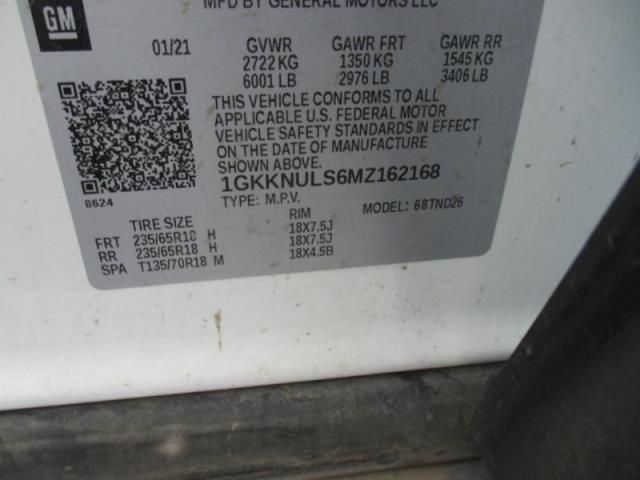 MFD BY GENERAL MOTORS LLC
GM
01/21 GVWR GAWR FRT GAWR RR
2722 KG 1350 KG 1545 KG
6001 LB 2976 LB 3406 LB
THIS VEHICLE CONFORMS TO ALL
APPLICABLE U.S. FEDERAL MOTOR
VEHICLE SAFETY STANDARDS IN EFFECT
ON THE DATE OF MANUFACTURE
SHOWN ABOVE.
1GKKNULS6MZ162168
8624
TYPE: M.P.V. MODEL: 68TND26
TIRE SIZE RIM
FRT 235/65R18 H 18X7.5J
RR 235/65R18 H 18X7.5J
SPA T135/70R18 M 18X4.5B